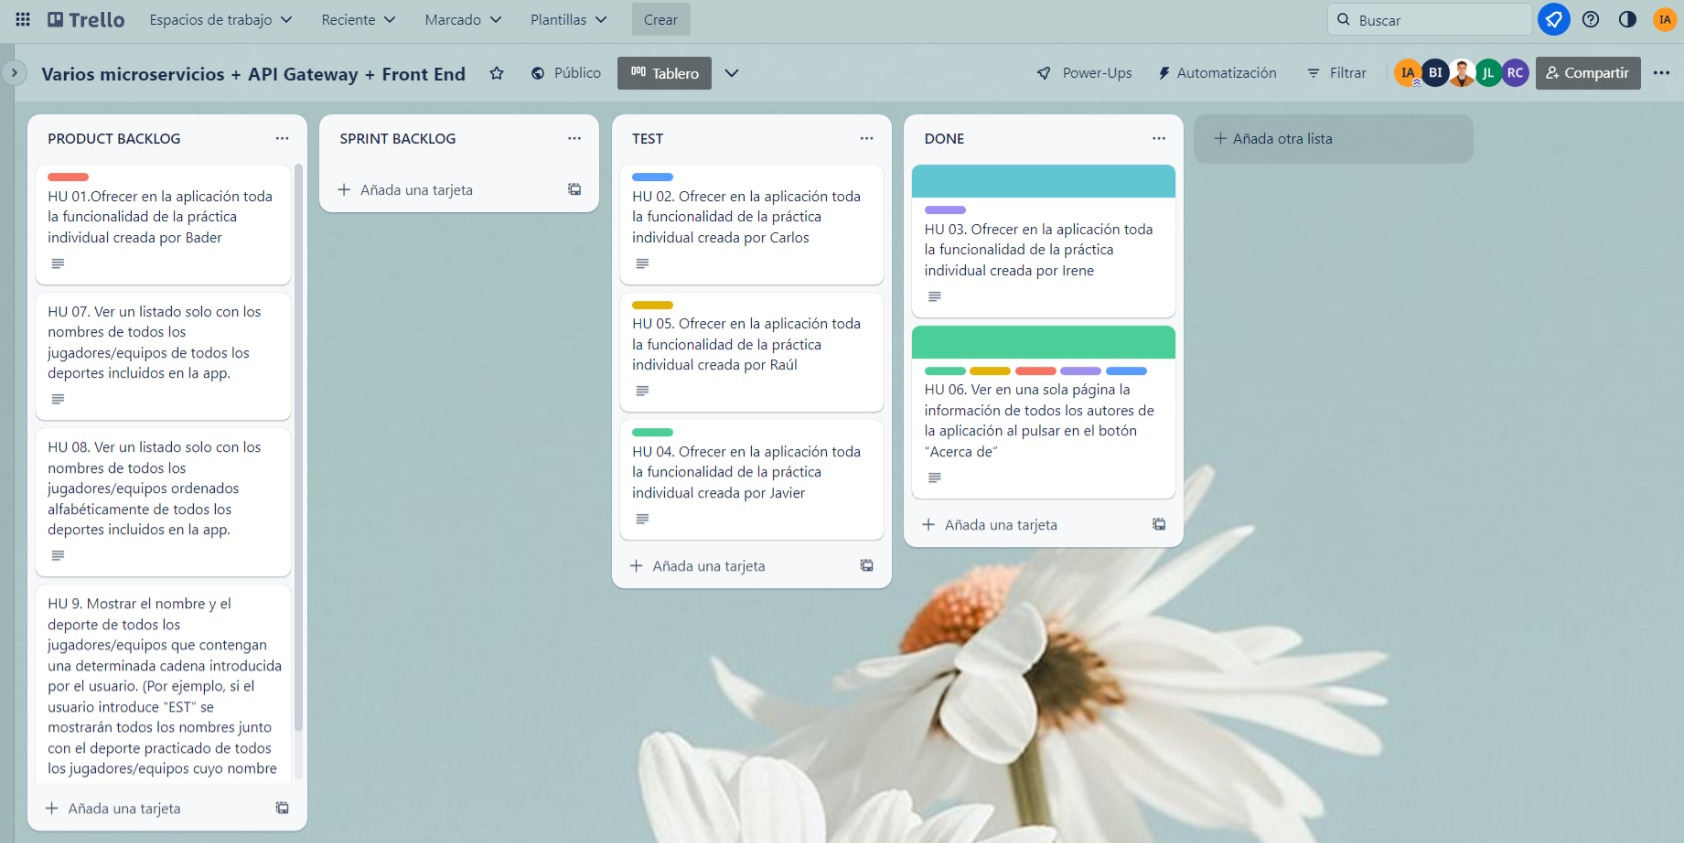 Trello
Espacios de trabajo
Reciente
Marcado
Plantillas
Crear
Buscar
IA
Varios microservicios + API Gateway + Front End
Público
Tablero
Power-Ups
Automatización
Filtrar
IA
BI
JL
RC
Compartir
PRODUCT BACKLOG
HU 01.Ofrecer en la aplicación toda
la funcionalidad de la práctica
individual creada por Bader
HU 07. Ver un listado solo con los
nombres de todos los
jugadores/equipos de todos los
deportes incluidos en la app.
HU 08. Ver un listado solo con los
nombres de todos los
jugadores/equipos ordenados
alfabéticamente de todos los
deportes incluidos en la app.
HU 9. Mostrar el nombre y el
deporte de todos los
jugadores/equipos que contengan
una determinada cadena introducida
por el usuario. (Por ejemplo, si el
usuario introduce “EST” se
mostrarán todos los nombres junto
con el deporte practicado de todos
los jugadores/equipos cuyo nombre
Añada una tarjeta
SPRINT BACKLOG
Añada una tarjeta
TEST
HU 02. Ofrecer en la aplicación toda
la funcionalidad de la práctica
individual creada por Carlos
HU 05. Ofrecer en la aplicación toda
la funcionalidad de la práctica
individual creada por Raúl
HU 04. Ofrecer en la aplicación toda
la funcionalidad de la práctica
individual creada por Javier
Añada una tarjeta
DONE
HU 03. Ofrecer en la aplicación toda
la funcionalidad de la práctica
individual creada por Irene
HU 06. Ver en una sola página la
información de todos los autores de
la aplicación al pulsar en el botón
“Acerca de”
Añada una tarjeta
Añada otra lista